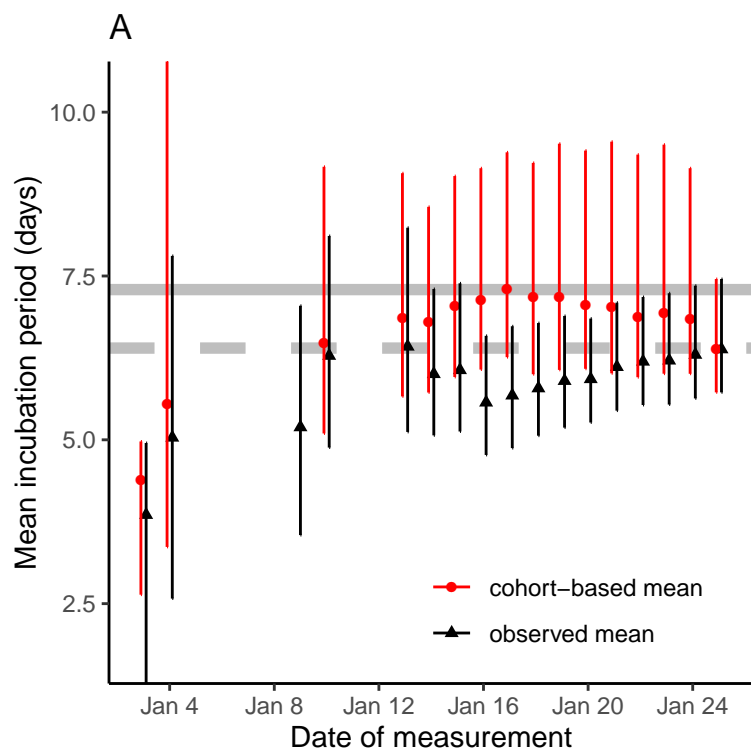 A
10.0
7.5
5.0
2.5
Mean incubation period (days)
cohort−based mean
observed mean
Jan 4 Jan 8 Jan 12 Jan 16 Jan 20 Jan 24
Date of measurement